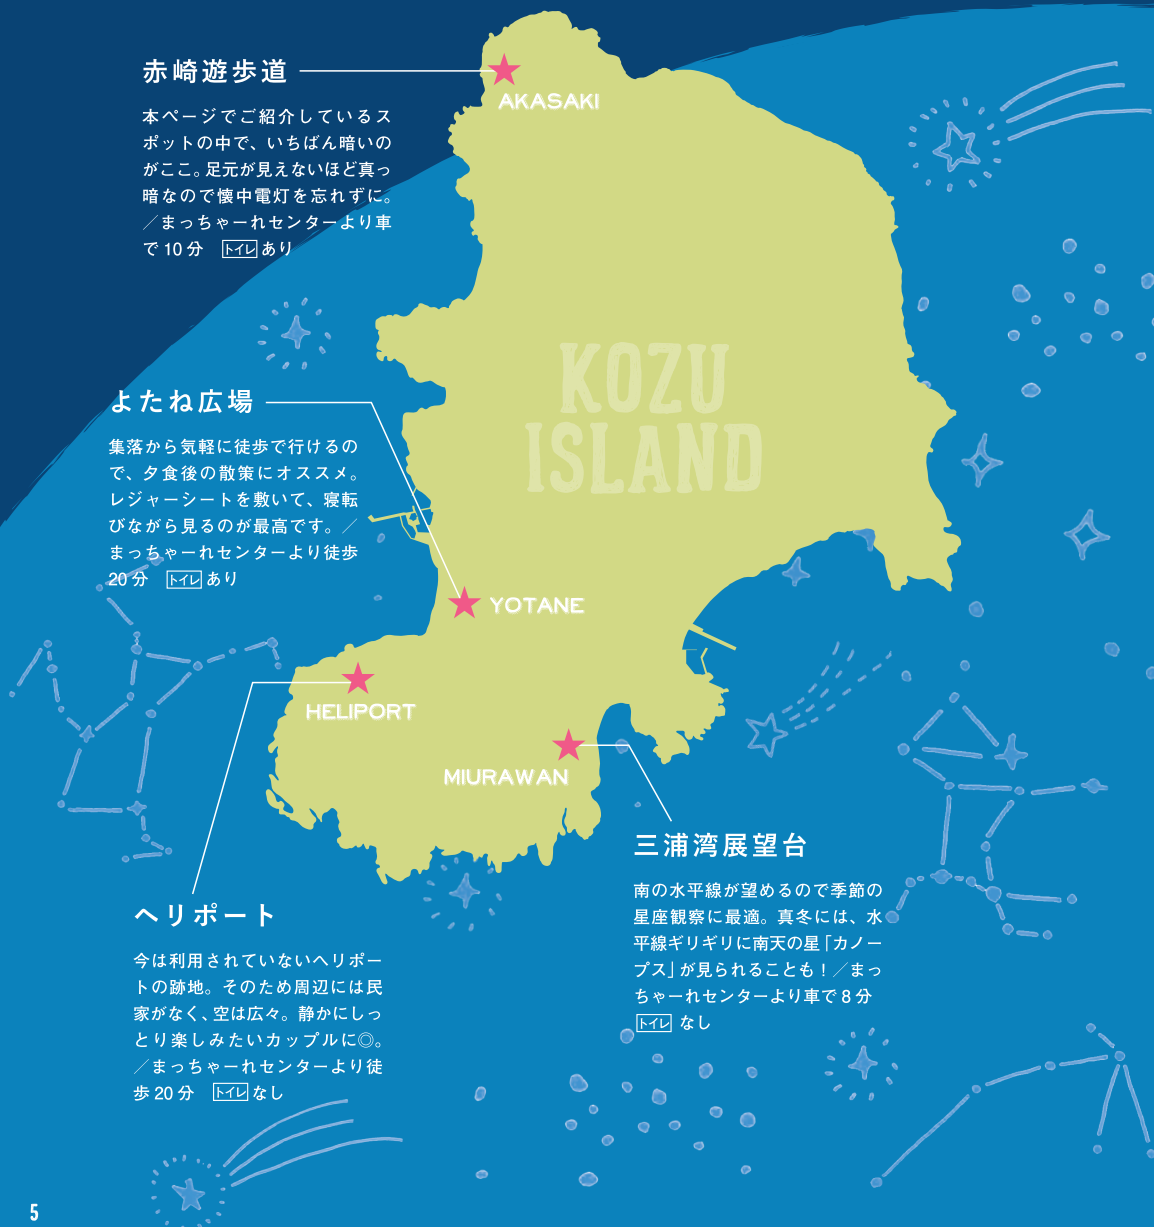 赤崎遊歩道
AKASAKI
本ページでご紹介しているス
ポットの中で、いちばん暗いの
がここ。足元が見えないほど真っ
暗なので懐中電灯を忘れずに。
／まっちゃーれセンターより車
で10分　トイレ あり
KOZU
ISLAND
よたね広場
集落から気軽に徒歩で行けるの
で、夕食後の散策にオススメ。
レジャーシートを敷いて、寝転
びながら見るのが最高です。／
まっちゃーれセンターより徒歩
20分　トイレ あり
YOTANE
HELIPORT
MIURAWAN
三浦湾展望台
南の水平線が望めるので季節の
星座観察に最適。真冬には、水
平線ギリギリに南天の星「カノー
プス」が見られることも！／まっ
ちゃーれセンターより車で8分
トイレ なし
ヘリポート
今は利用されていないヘリポー
トの跡地。そのため周辺には民
家がなく、空は広々。静かにしっ
とり楽しみたいカップルに◎。
／まっちゃーれセンターより徒
歩20分　トイレ なし
5